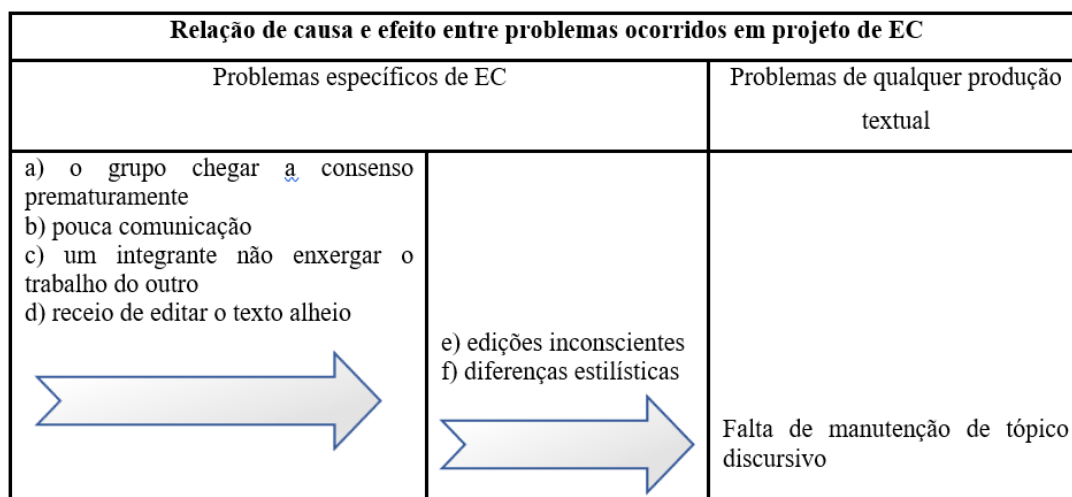 Relação de causa e efeito entre problemas ocorridos em projeto de EC
Problemas específicos de EC
Problemas de qualquer produção
textual
a) o grupo chegar a consenso
prematuramente
b) pouca comunicação
c) um integrante não enxergar o
trabalho do outro
d) receio de editar o texto alheio
e) edições inconscientes
f) diferenças estilísticas
Falta de manutenção de tópico
discursivo